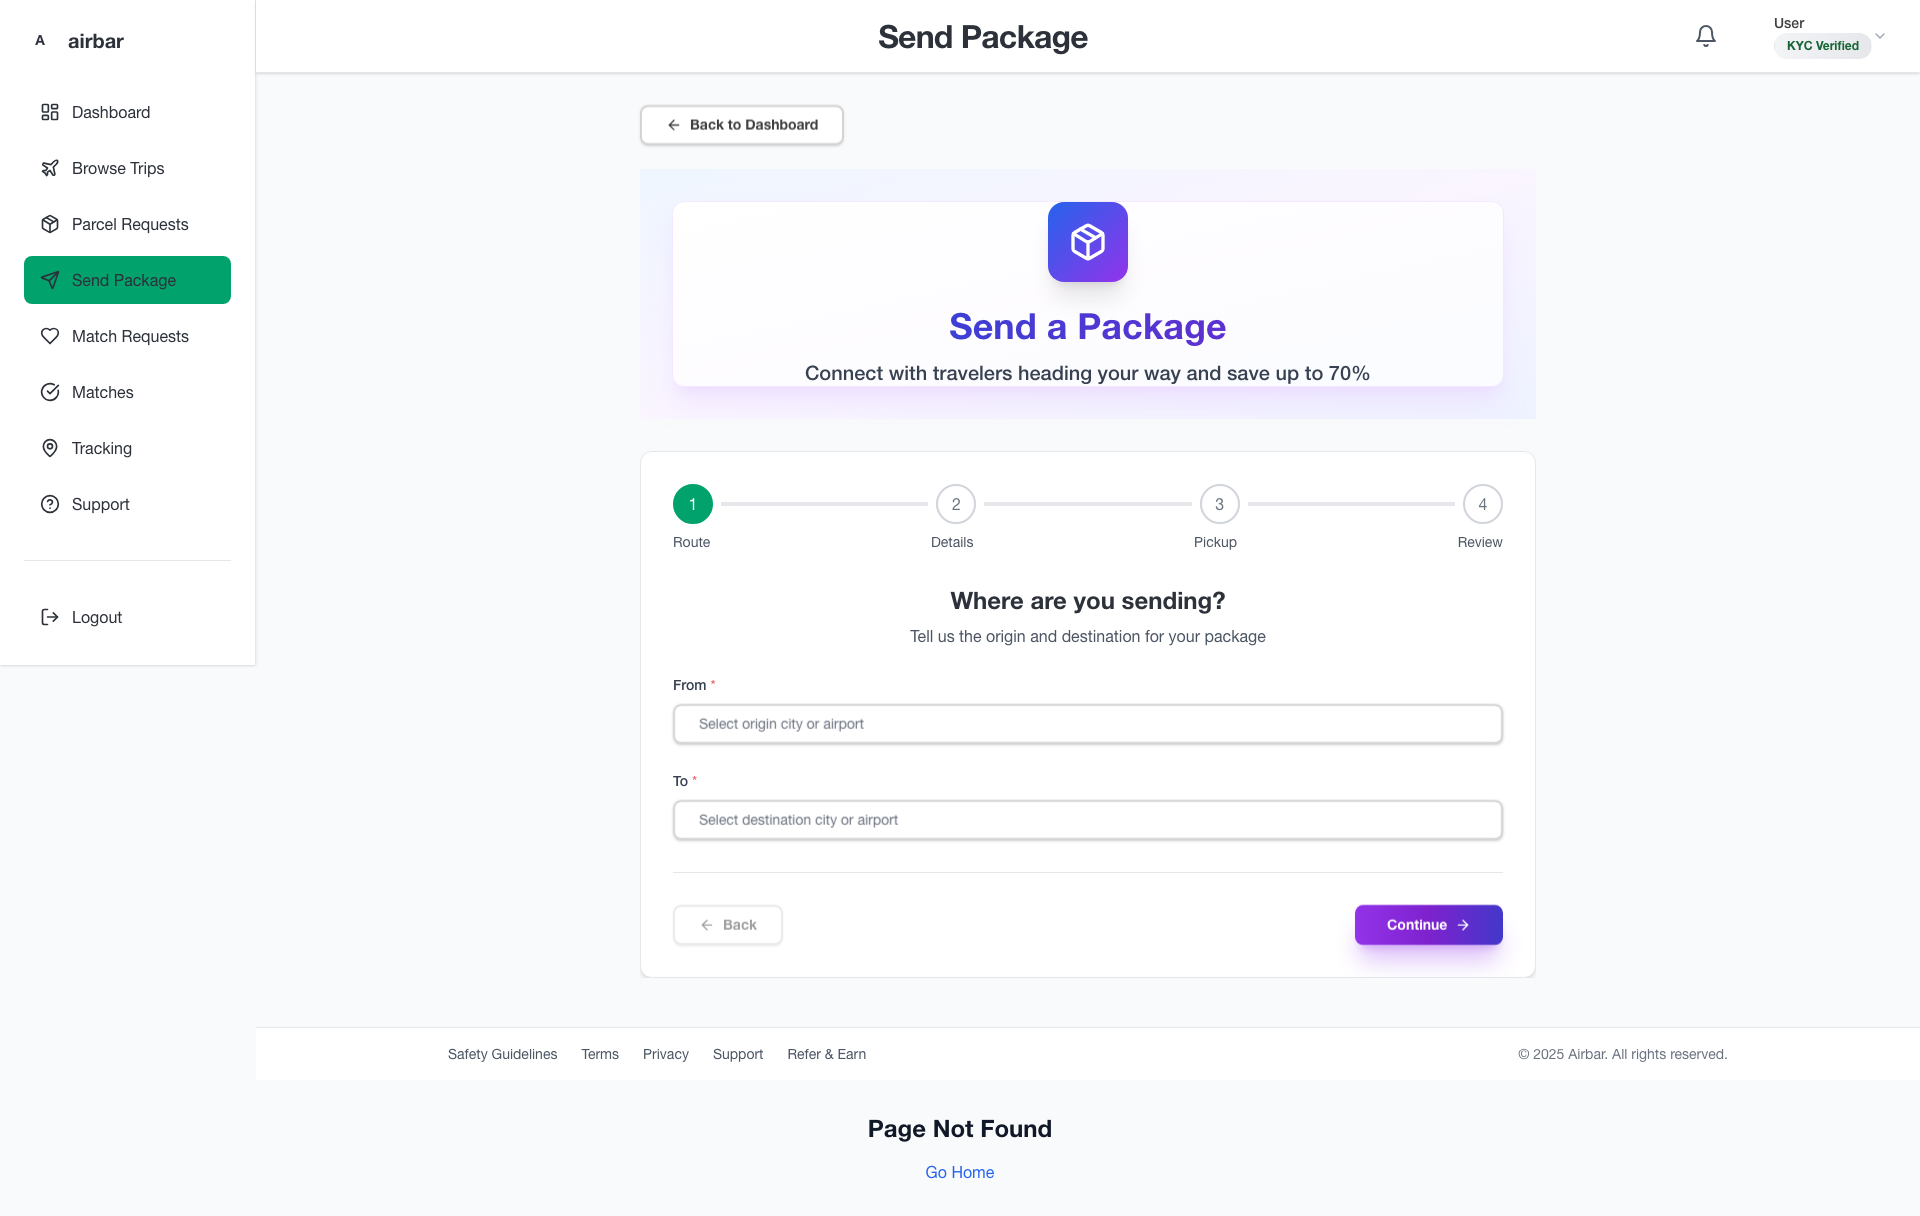 A airbar
Dashboard
Browse Trips
Parcel Requests
Send Package
Match Requests
Matches
Tracking
Support
Logout
Send Package
User
KYC Verified
Back to Dashboard
Send a Package
Connect with travelers heading your way and save up to 70%
1 2 3 4
Route Details Pickup Review
Where are you sending?
Tell us the origin and destination for your package
From *
Select origin city or airport
To *
Select destination city or airport
Back Continue
Safety Guidelines Terms Privacy Support Refer & Earn © 2025 Airbar. All rights reserved.
Page Not Found
Go Home